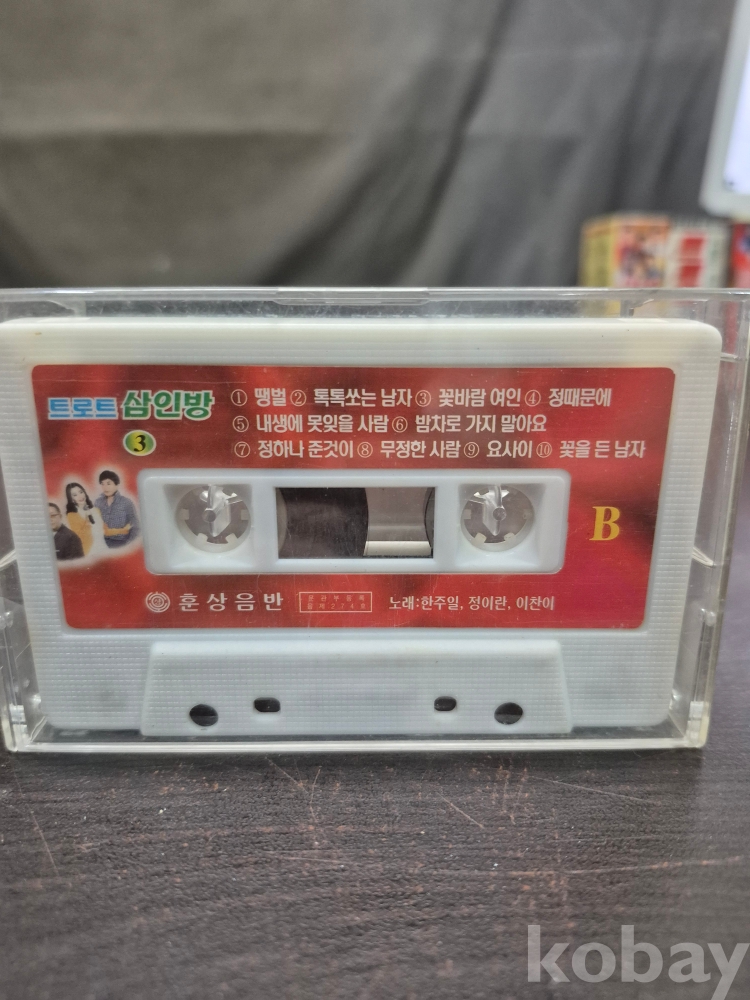 트로트 삼인방
3
① 땡벌 ② 톡톡쏘는 남자 ③ 꽃바람 여인 ④ 정때문에
⑤ 내생에 못잊을 사람 ⑥ 밤차로 가지 말아요
⑦ 정하나 준것이 ⑧ 무정한 사람 ⑨ 요사이 ⑩ 꽃을 든 남자
B
훈상음반
노래:한주일, 정이란, 이찬이
kobay